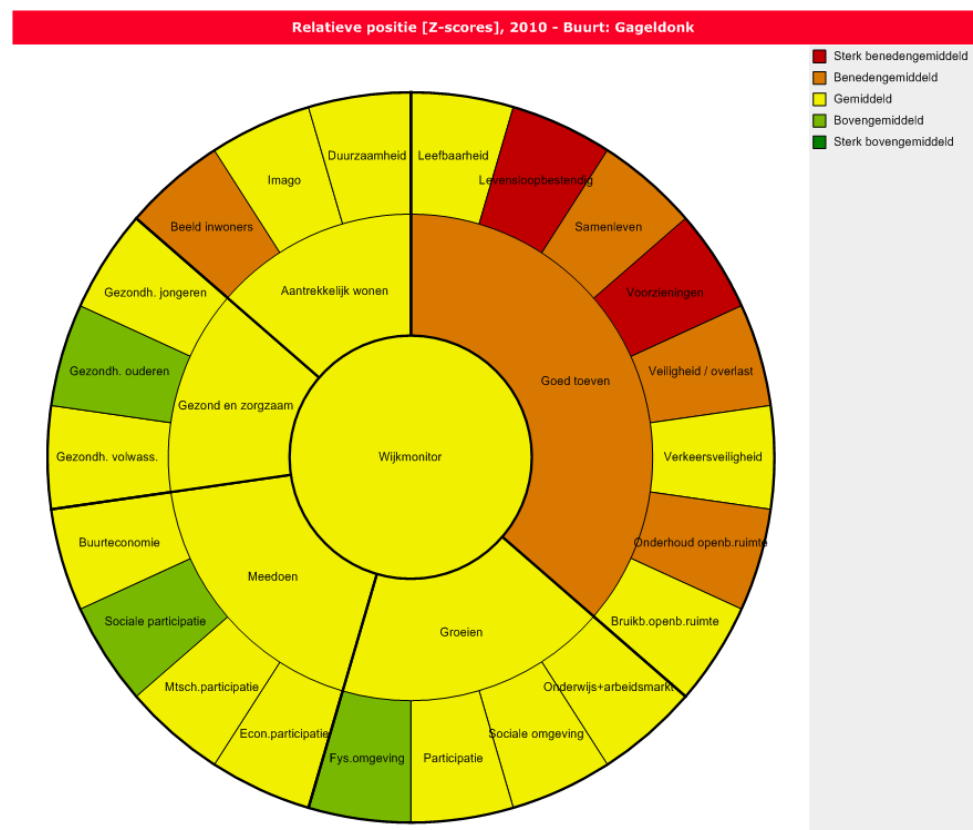 Relatieve positie [Z-scores], 2010 - Buurt: Gageldonk
Sterk benedengemiddeld
Benedengemiddeld
Gemiddeld
Bovengemiddeld
Sterk bovengemiddeld
Duurzaamheid
Leefbaarheid
Imago
Levensloopbestendig
Beeld inwoners
Samenleven
Aantrekkelijk wonen
Gezondh. jongeren
Voorzieningen
Gezondh. ouderen
Veiligheid / overlast
Goed toeven
Gezond en zorgzaam
Gezondh. volwass.
Wijkmonitor
Verkeersveiligheid
Buurteconomie
Onderhoud openb.ruimte
Meedoen
Sociale participatie
Groeien
Bruikb.openb.ruimte
Mtsch.participatie
Onderwijs+arbeidsmarkt
Econ.participatie
Sociale omgeving
Fys.omgeving
Participatie